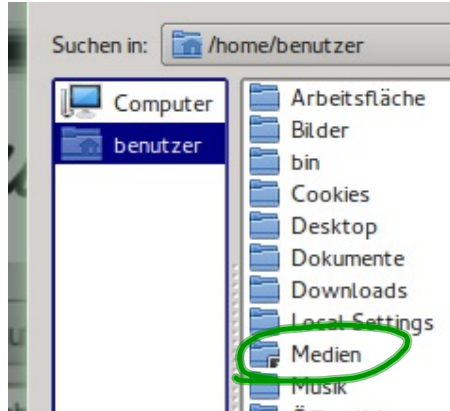 Suchen in: /home/benutzer
Computer
benutzer
Arbeitsfläche
Bilder
bin
Cookies
Desktop
Dokumente
Downloads
Local Settings
Medien
Musik